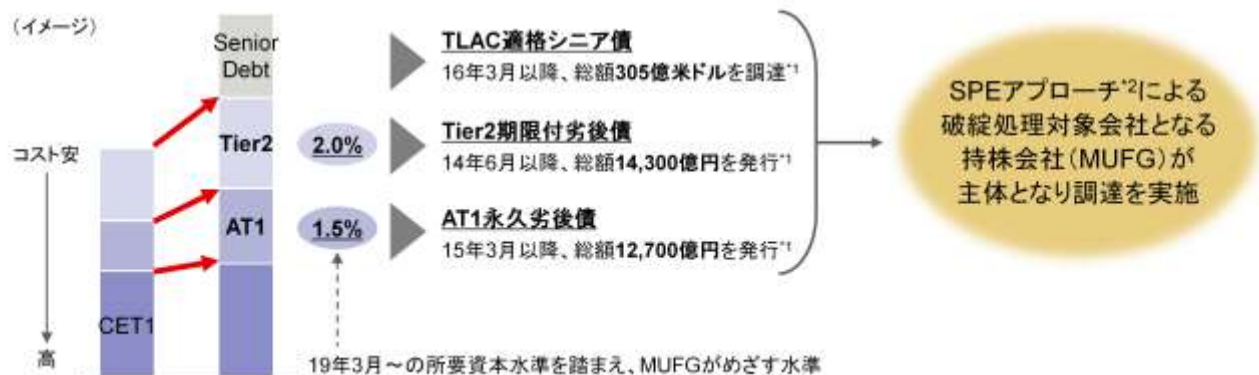 (イメージ)
コスト安
高
CET1
Senior
Debt
Tier2
AT1
2.0%
1.5%
TLAC適格シニア債
16年3月以降、総額305億米ドルを調達*1
Tier2期限付劣後債
14年6月以降、総額14,300億円を発行*1
AT1永久劣後債
15年3月以降、総額12,700億円を発行*1
19年3月～の所要資本水準を踏まえ、MUFGがめざす水準
SPEアプローチ*2による
破綻処理対象会社となる
持株会社(MUFG)が
主体となり調達を実施